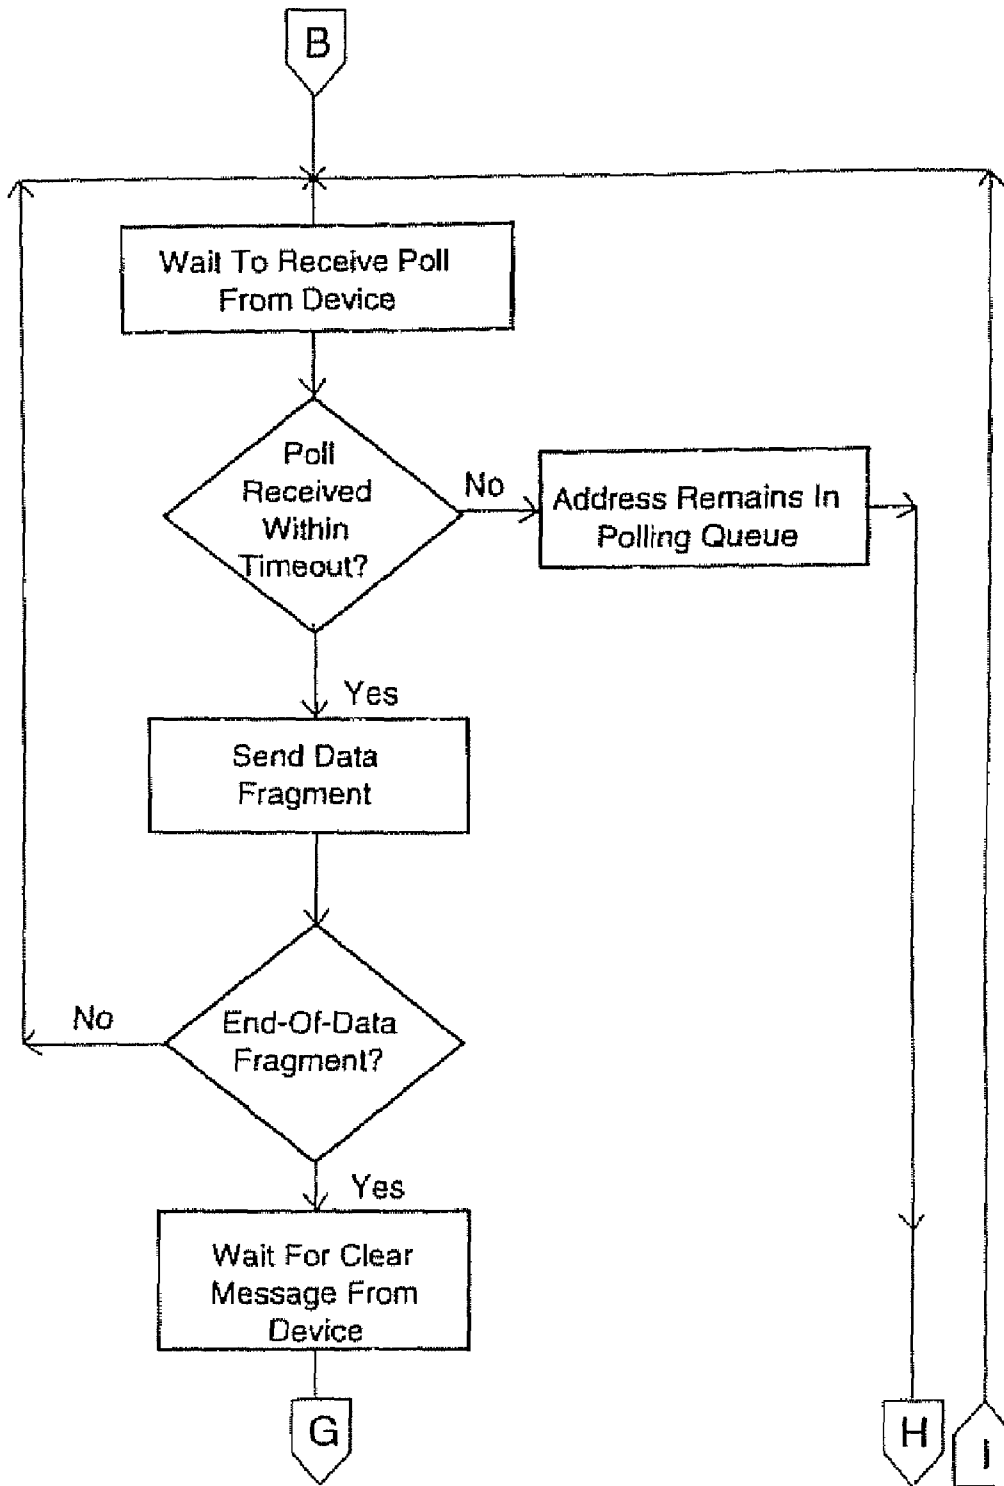 B
Wait To Receive Poll
From Device
Poll
Received
Within
Timeout?
No
Address Remains In
Polling Queue
Yes
Send Data
Fragment
No
End-Of-Data
Fragment?
Yes
Wait For Clear
Message From
Device
G
H
I